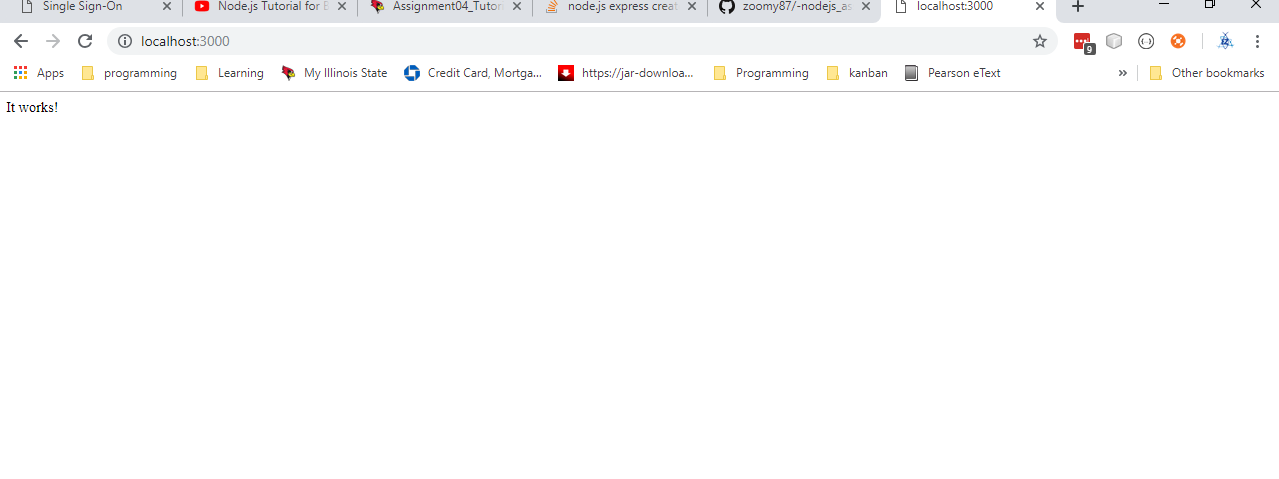 Single Sign-On Node.js Tutorial for B Assignment04_Tutor node.js express creat zoomy87/-nodejs_as localhost:3000
localhost:3000 9
Apps programming Learning My Illinois State Credit Card, Mortga... https://jar-downloa... Programming kanban Pearson eText » Other bookmarks
It works!